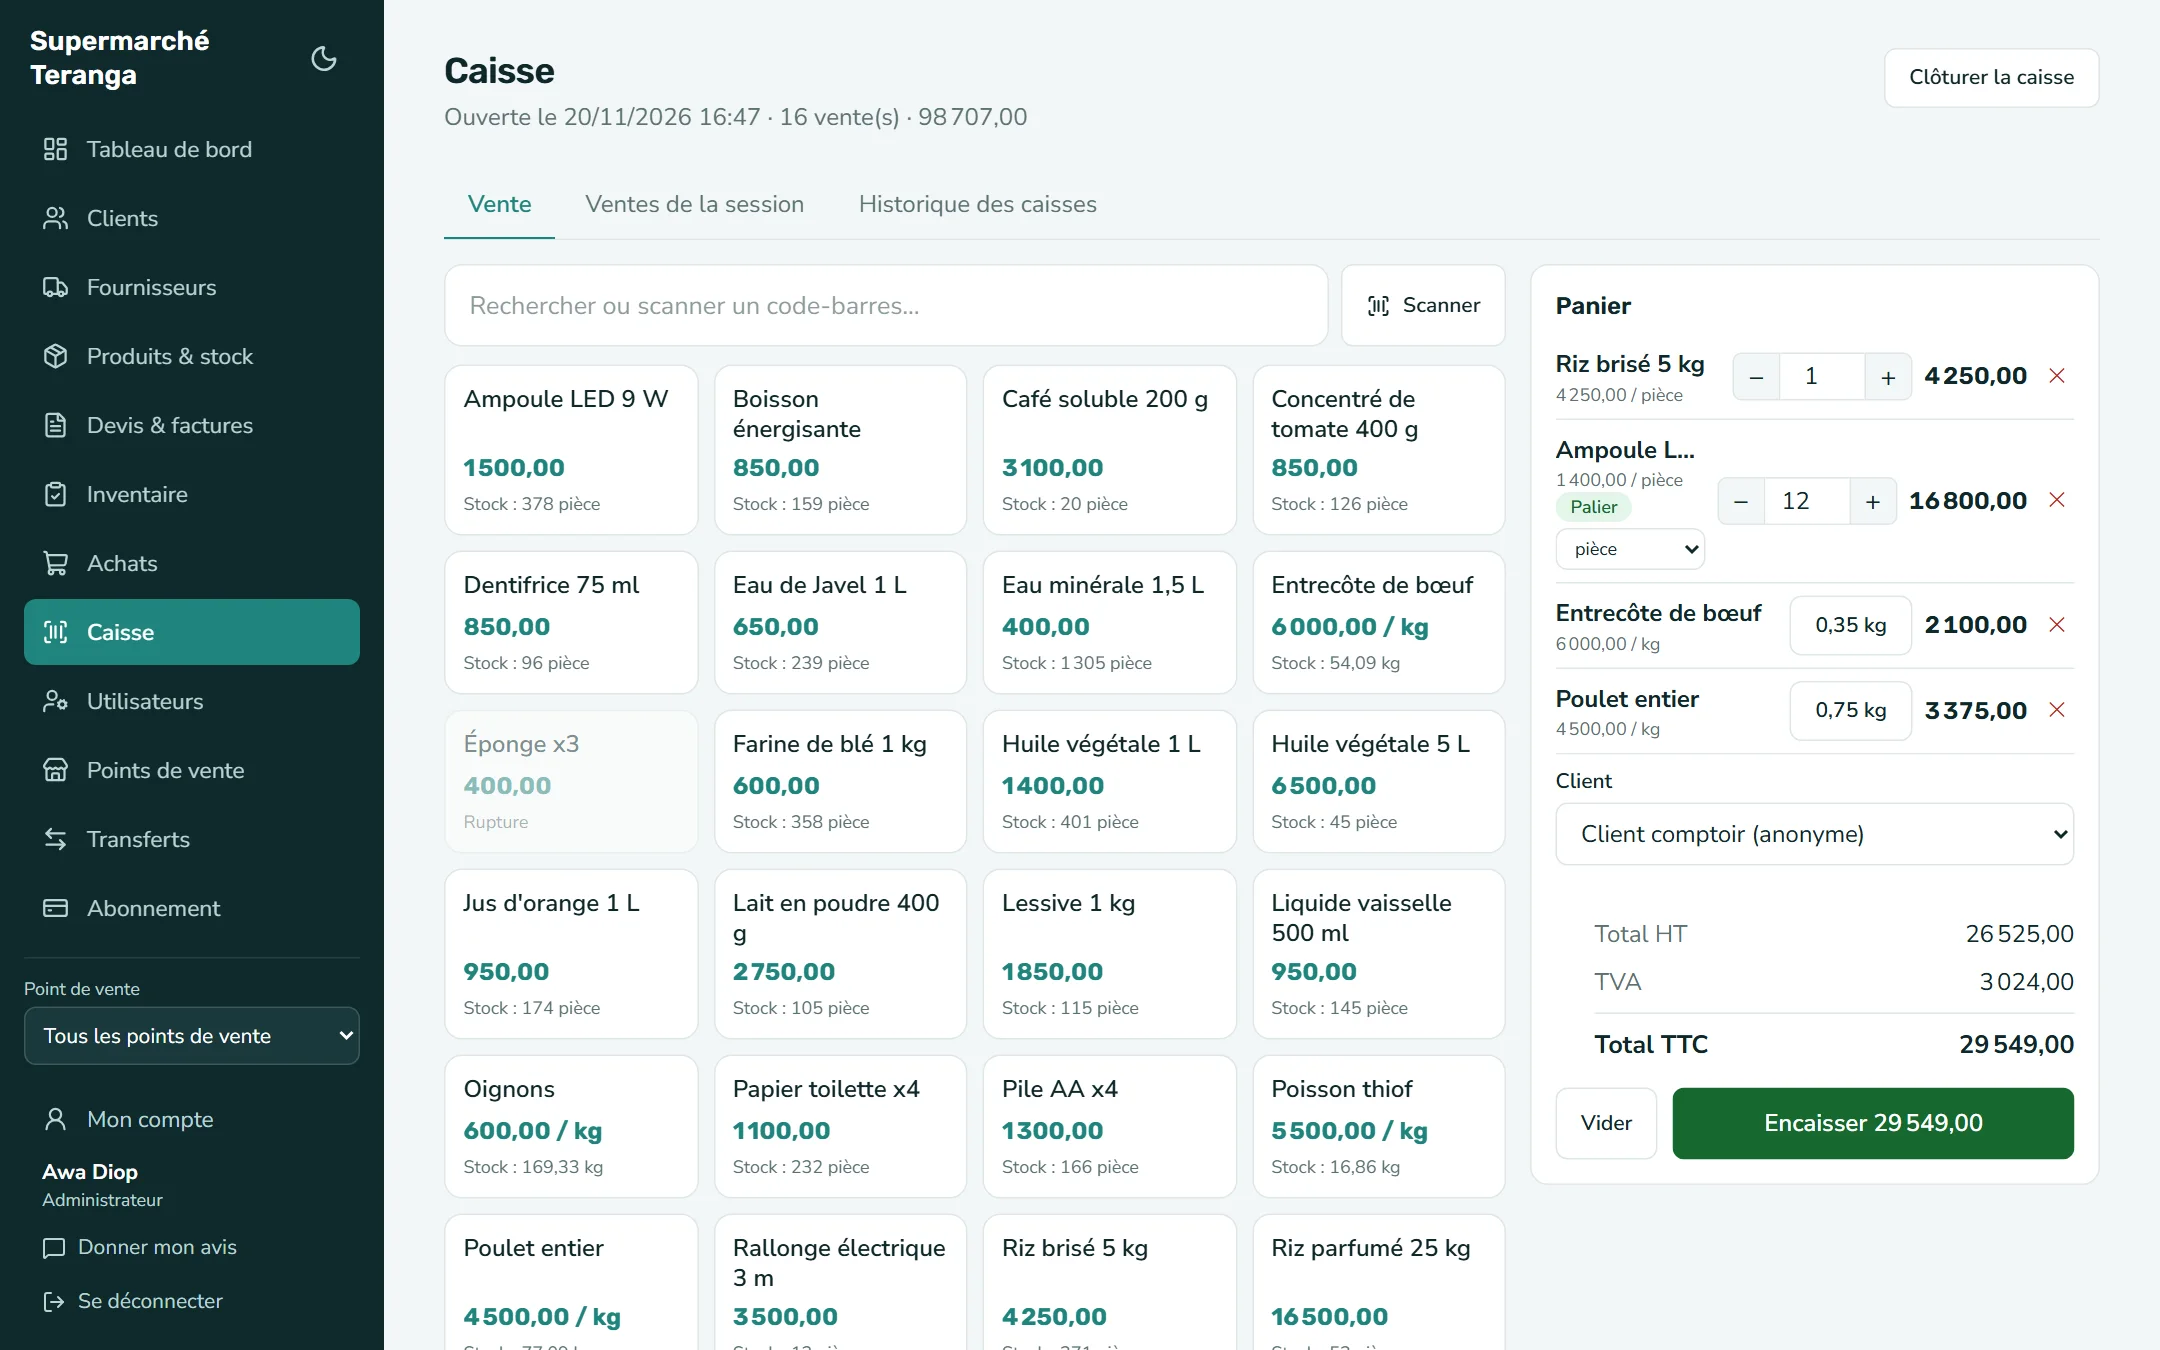 Supermarché
Teranga
Tableau de bord
Clients
Fournisseurs
Produits & stock
Devis & factures
Inventaire
Achats
Caisse
Utilisateurs
Points de vente
Transferts
Abonnement
Point de vente
Tous les points de vente
Mon compte
Awa Diop
Administrateur
Donner mon avis
Se déconnecter
Caisse
Ouverte le 20/11/2026 16:47 · 16 vente(s) · 98 707,00
Clôturer la caisse
Vente
Ventes de la session
Historique des caisses
Rechercher ou scanner un code-barres...
Scanner
Ampoule LED 9 W
1 500,00
Stock : 378 pièce
Boisson
énergisante
850,00
Stock : 159 pièce
Café soluble 200 g
3 100,00
Stock : 20 pièce
Concentré de
tomate 400 g
850,00
Stock : 126 pièce
Dentifrice 75 ml
850,00
Stock : 96 pièce
Eau de Javel 1 L
650,00
Stock : 239 pièce
Eau minérale 1,5 L
400,00
Stock : 1 305 pièce
Entrecôte de bœuf
6 000,00 / kg
Stock : 54,09 kg
Éponge x3
400,00
Rupture
Farine de blé 1 kg
600,00
Stock : 358 pièce
Huile végétale 1 L
1 400,00
Stock : 401 pièce
Huile végétale 5 L
6 500,00
Stock : 45 pièce
Jus d'orange 1 L
950,00
Stock : 174 pièce
Lait en poudre 400
g
2 750,00
Stock : 105 pièce
Lessive 1 kg
1 850,00
Stock : 115 pièce
Liquide vaisselle
500 ml
950,00
Stock : 145 pièce
Oignons
600,00 / kg
Stock : 169,33 kg
Papier toilette x4
1 100,00
Stock : 232 pièce
Pile AA x4
1 300,00
Stock : 166 pièce
Poisson thiof
5 500,00 / kg
Stock : 16,86 kg
Poulet entier
4 500,00 / kg
Rallonge électrique
3 m
3 500,00
Riz brisé 5 kg
4 250,00
Riz parfumé 25 kg
16 500,00
Panier
Riz brisé 5 kg
4 250,00 / pièce
− 1 + 4 250,00
Ampoule L...
1 400,00 / pièce
Palier
pièce
− 12 + 16 800,00
Entrecôte de bœuf
6 000,00 / kg
0,35 kg 2 100,00
Poulet entier
4 500,00 / kg
0,75 kg 3 375,00
Client
Client comptoir (anonyme)
Total HT 26 525,00
TVA 3 024,00
Total TTC 29 549,00
Vider
Encaisser 29 549,00